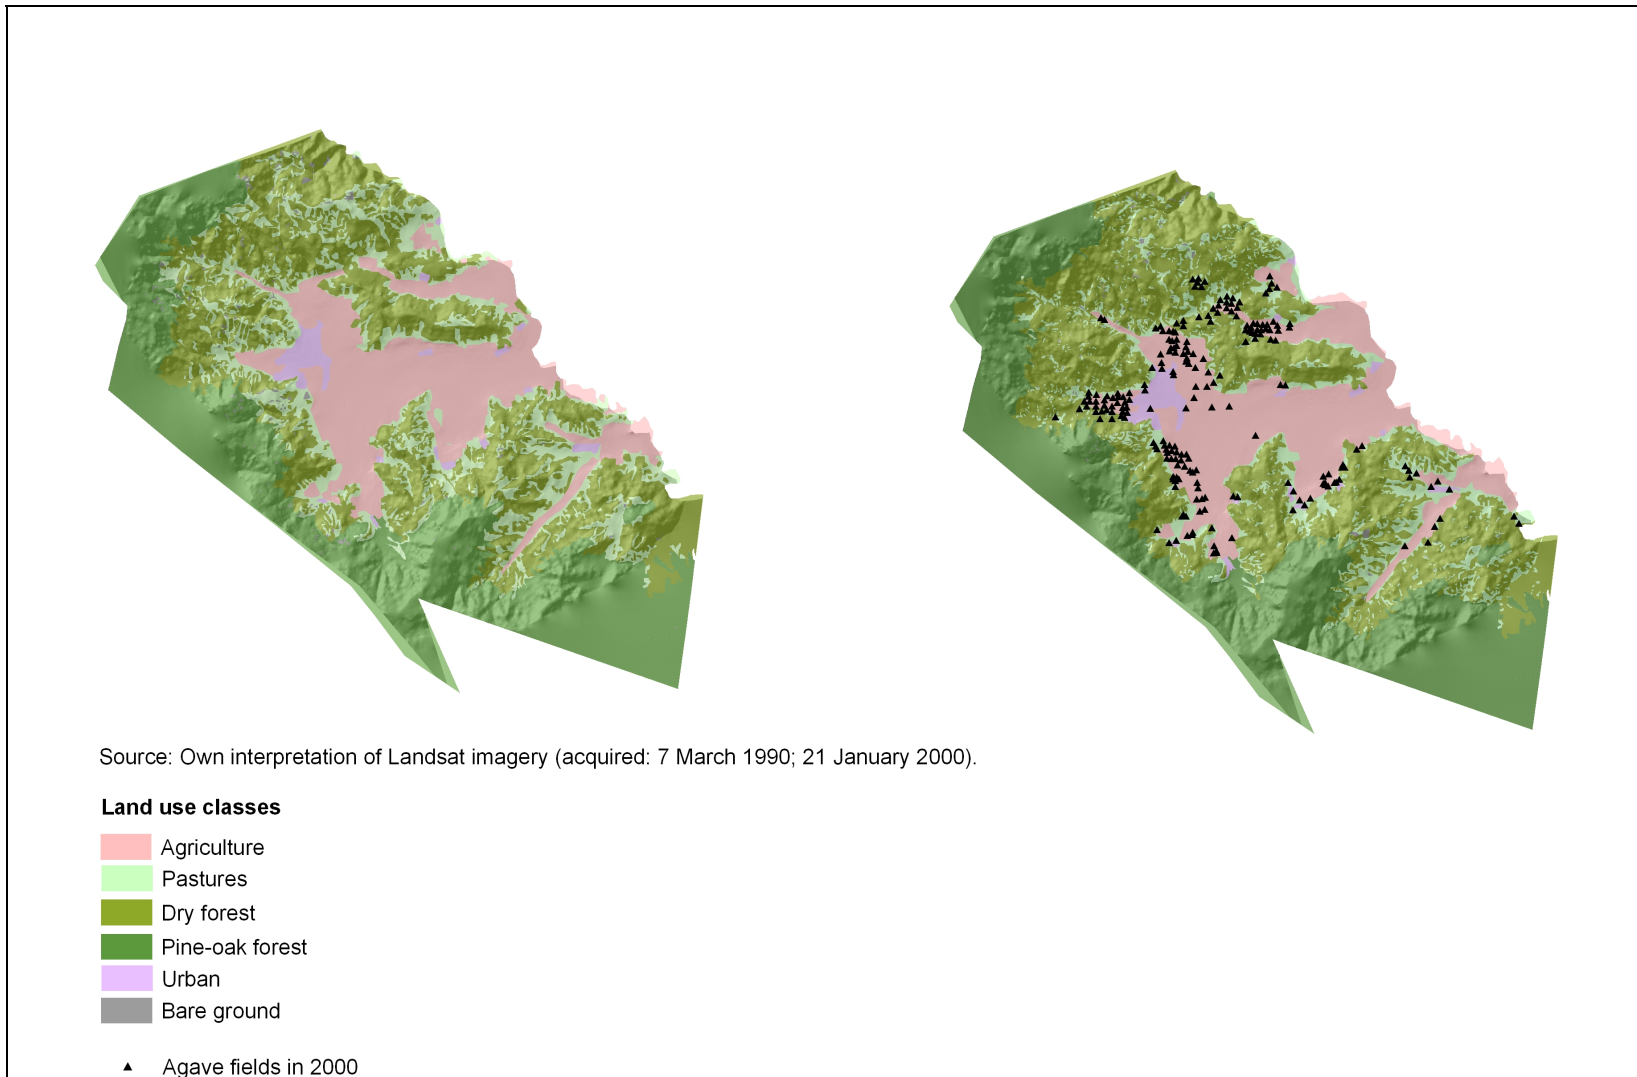 Source: Own interpretation of Landsat imagery (acquired: 7 March 1990; 21 January 2000).
Land use classes
Agriculture
Pastures
Dry forest
Pine-oak forest
Urban
Bare ground
Agave fields in 2000